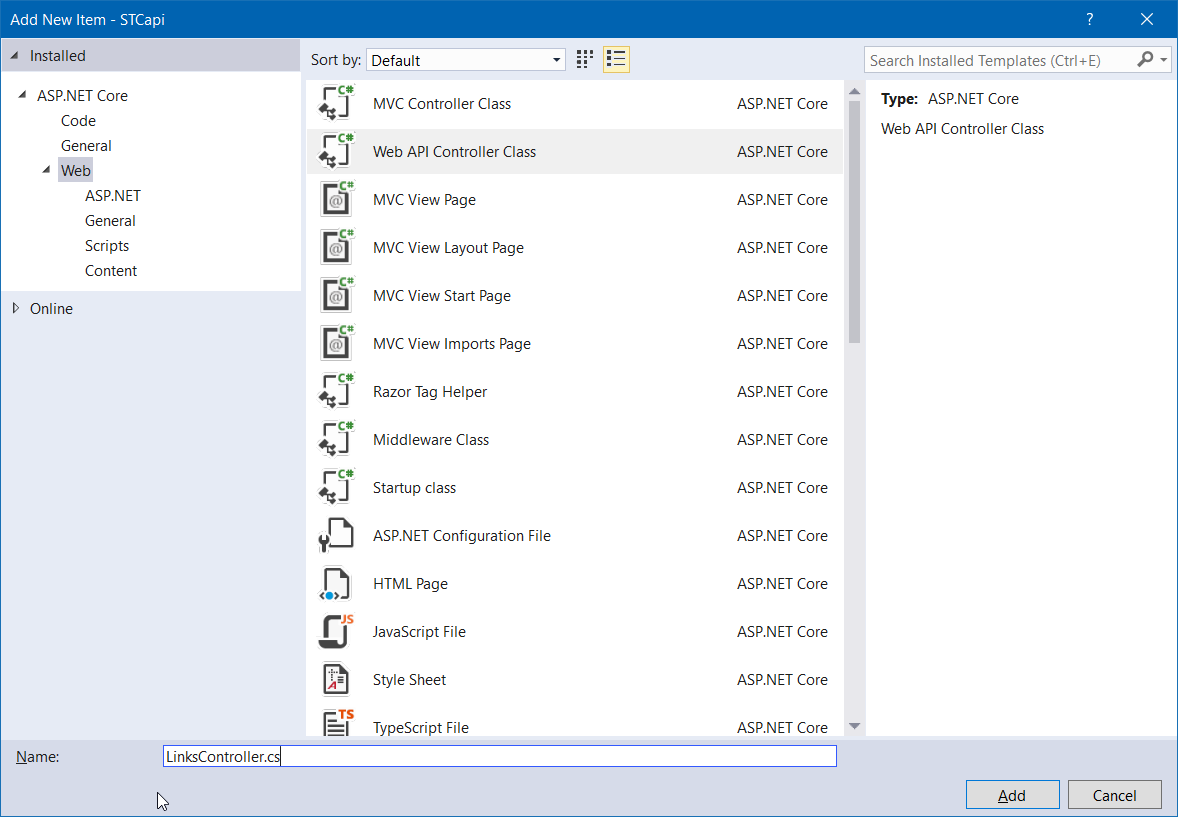 Add New Item - STCapi
?
Installed
ASP.NET Core
Code
General
Web
ASP.NET
General
Scripts
Content
Online
Sort by: Default
C# MVC Controller Class ASP.NET Core
C# Web API Controller Class ASP.NET Core
C# @ MVC View Page ASP.NET Core
C# @ MVC View Layout Page ASP.NET Core
C# @ MVC View Start Page ASP.NET Core
C# @ MVC View Imports Page ASP.NET Core
C# Razor Tag Helper ASP.NET Core
C# Middleware Class ASP.NET Core
C# Startup class ASP.NET Core
ASP.NET Configuration File ASP.NET Core
HTML Page ASP.NET Core
JS JavaScript File ASP.NET Core
A Style Sheet ASP.NET Core
TS TypeScript File ASP.NET Core
Search Installed Templates (Ctrl+E)
Type: ASP.NET Core
Web API Controller Class
Name: LinksController.cs
Add Cancel